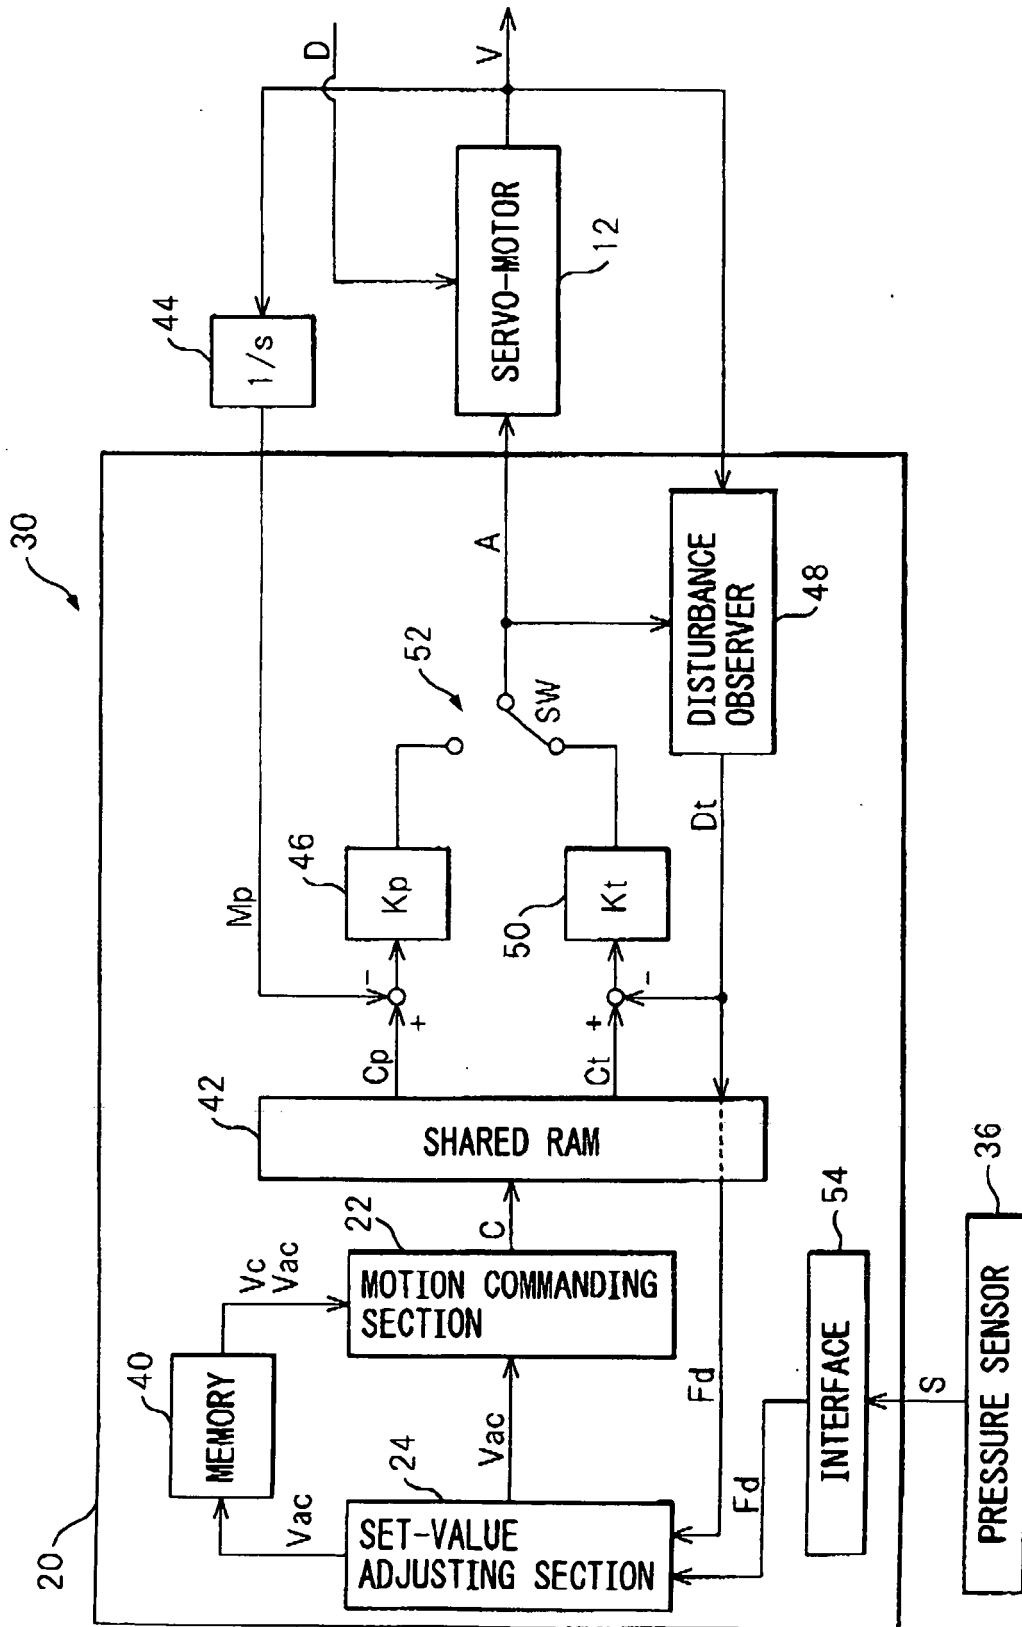 30
20
40
MEMORY
Vc
Vac
42
Mp
46
Kp
44
1/s
D
Vac
24
SET-VALUE
ADJUSTING SECTION
Vac
22
MOTION COMMANDING
SECTION
C
SHARED RAM
Cp
+
-
52
SW
A
SERVO-MOTOR
12
V
Ct
+
-
50
Kt
Dt
DISTURBANCE
OBSERVER
48
Fd
Fd
INTERFACE
54
S
PRESSURE SENSOR
36